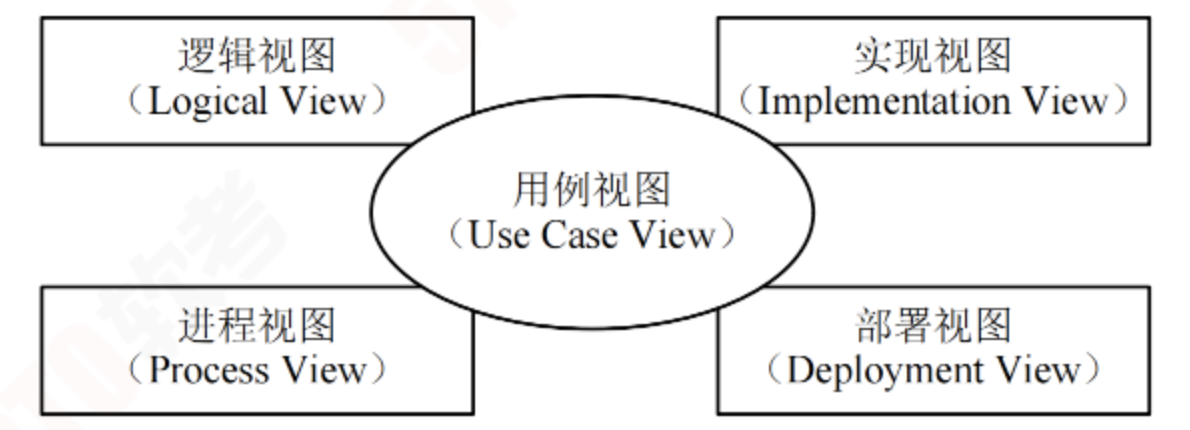 逻辑视图
（Logical View）
实现视图
（Implementation View）
用例视图
（Use Case View）
进程视图
（Process View）
部署视图
（Deployment View）